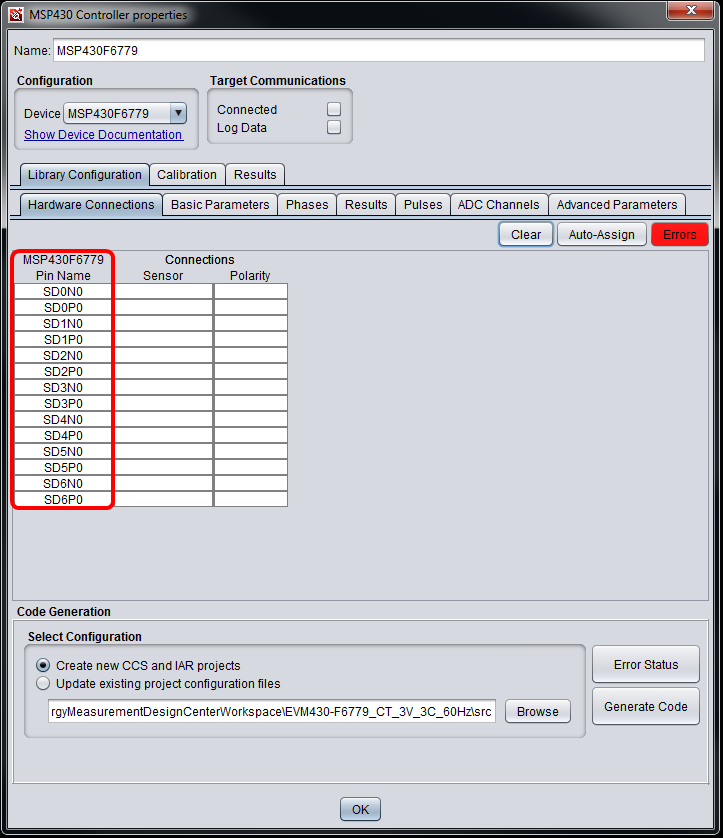 MSP430 Controller properties
Name: MSP430F6779
Configuration
Device MSP430F6779
Show Device Documentation
Target Communications
Connected
Log Data
Library Configuration Calibration Results
Hardware Connections Basic Parameters Phases Results Pulses ADC Channels Advanced Parameters
Clear Auto-Assign Errors
MSP430F6779 Connections
Pin Name Sensor Polarity
SD0N0
SD0P0
SD1N0
SD1P0
SD2N0
SD2P0
SD3N0
SD3P0
SD4N0
SD4P0
SD5N0
SD5P0
SD6N0
SD6P0
Code Generation
Select Configuration
Create new CCS and IAR projects
Update existing project configuration files
rgyMeasurementDesignCenterWorkspace\EVM430-F6779_CT_3V_3C_60Hz\src Browse
Error Status
Generate Code
OK